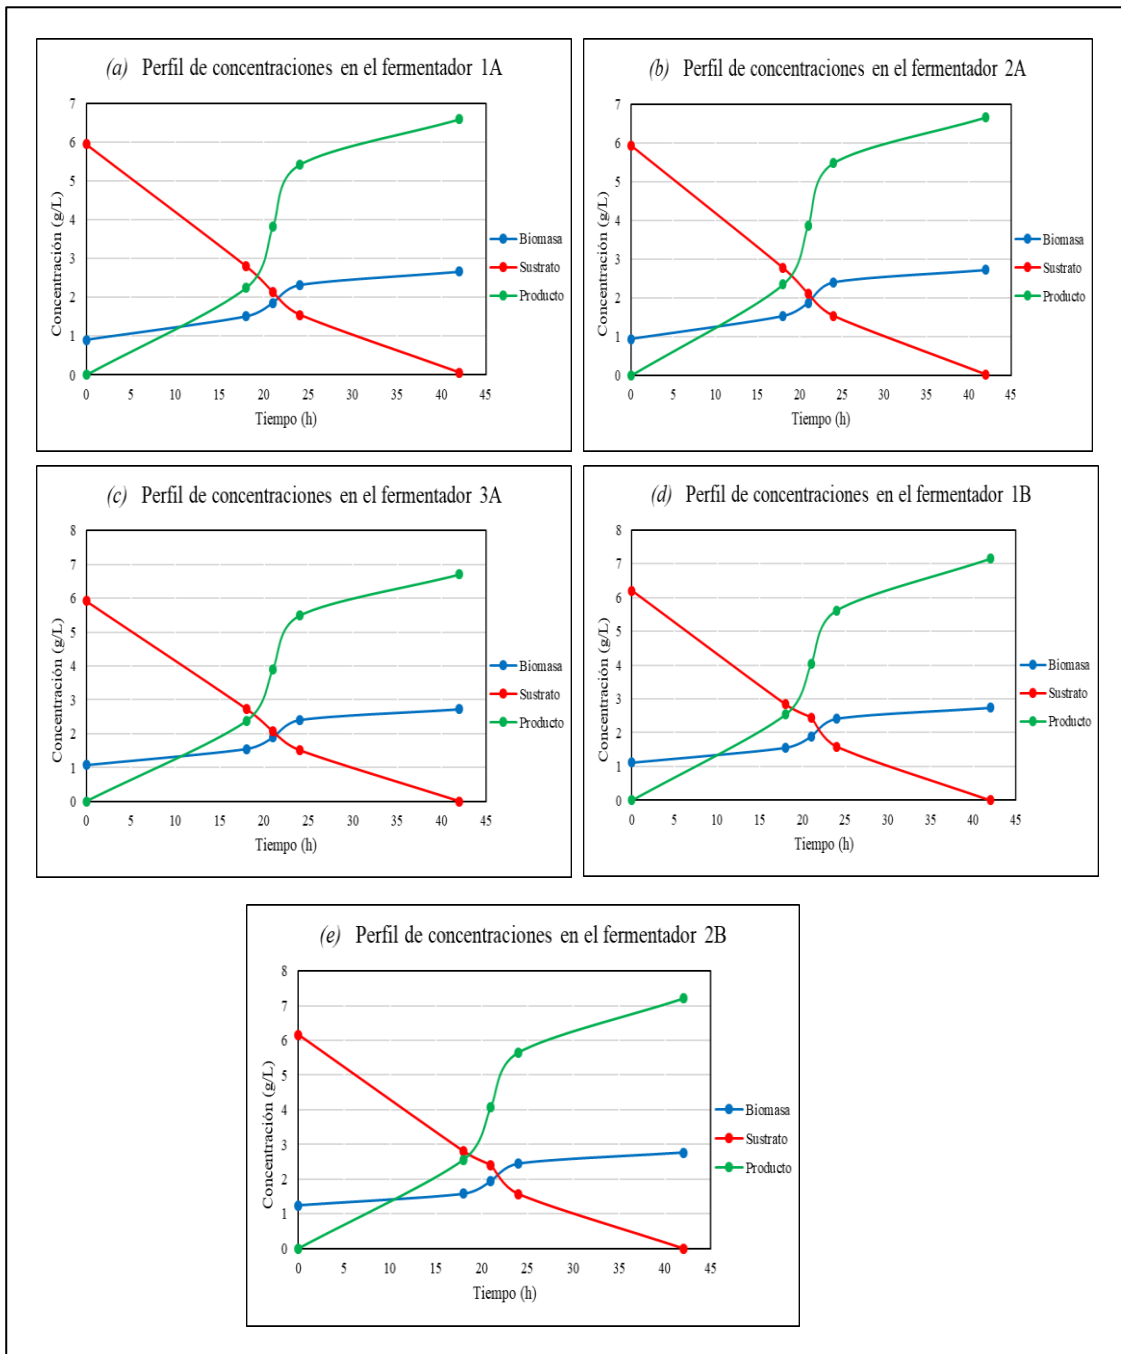 (a) Perfil de concentraciones en el fermentador 1A
7
6
5
4
3
2
1
0
Concentración (g/L)
0 5 10 15 20 25 30 35 40 45
Tiempo (h)
Biomasa
Sustrato
Producto
(b) Perfil de concentraciones en el fermentador 2A
7
6
5
4
3
2
1
0
Concentración (g/L)
0 5 10 15 20 25 30 35 40 45
Tiempo (h)
Biomasa
Sustrato
Producto
(c) Perfil de concentraciones en el fermentador 3A
8
7
6
5
4
3
2
1
0
Concentración (g/L)
0 5 10 15 20 25 30 35 40 45
Tiempo (h)
Biomasa
Sustrato
Producto
(d) Perfil de concentraciones en el fermentador 1B
8
7
6
5
4
3
2
1
0
Concentración (g/L)
0 5 10 15 20 25 30 35 40 45
Tiempo (h)
Biomasa
Sustrato
Producto
(e) Perfil de concentraciones en el fermentador 2B
8
7
6
5
4
3
2
1
0
Concentración (g/L)
0 5 10 15 20 25 30 35 40 45
Tiempo (h)
Biomasa
Sustrato
Producto